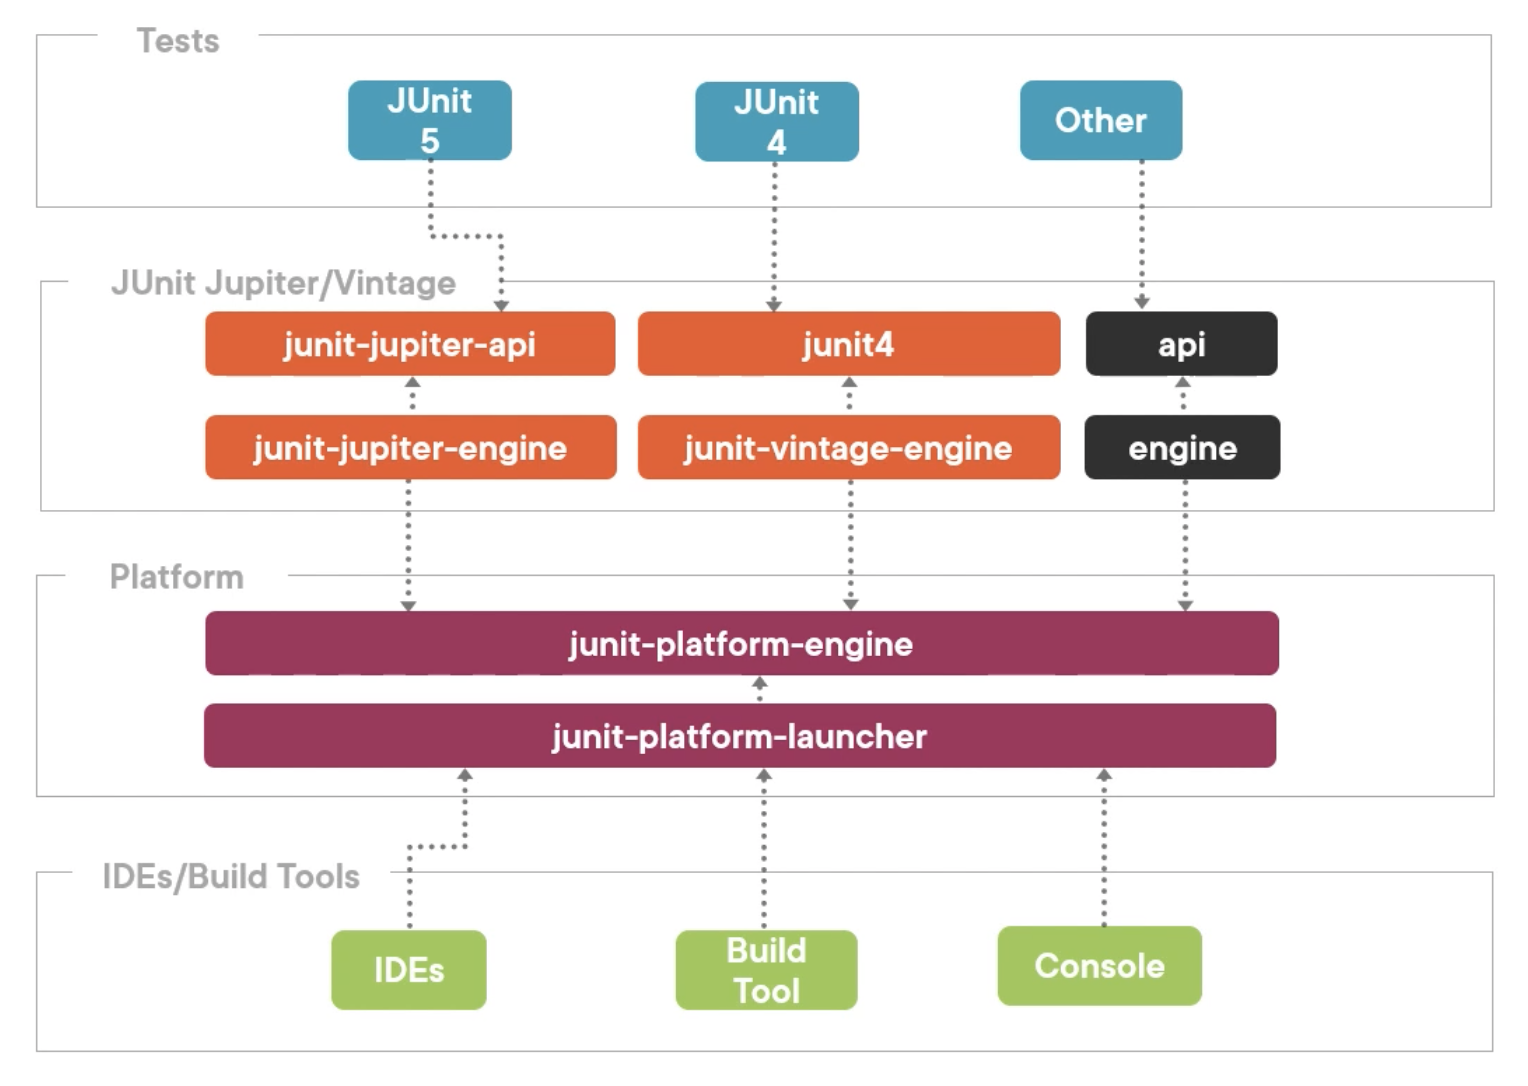 Tests
JUnit
5
JUnit
4
Other
JUnit Jupiter/Vintage
junit-jupiter-api
junit4
api
junit-jupiter-engine
junit-vintage-engine
engine
Platform
junit-platform-engine
junit-platform-launcher
IDEs/Build Tools
IDEs
Build
Tool
Console